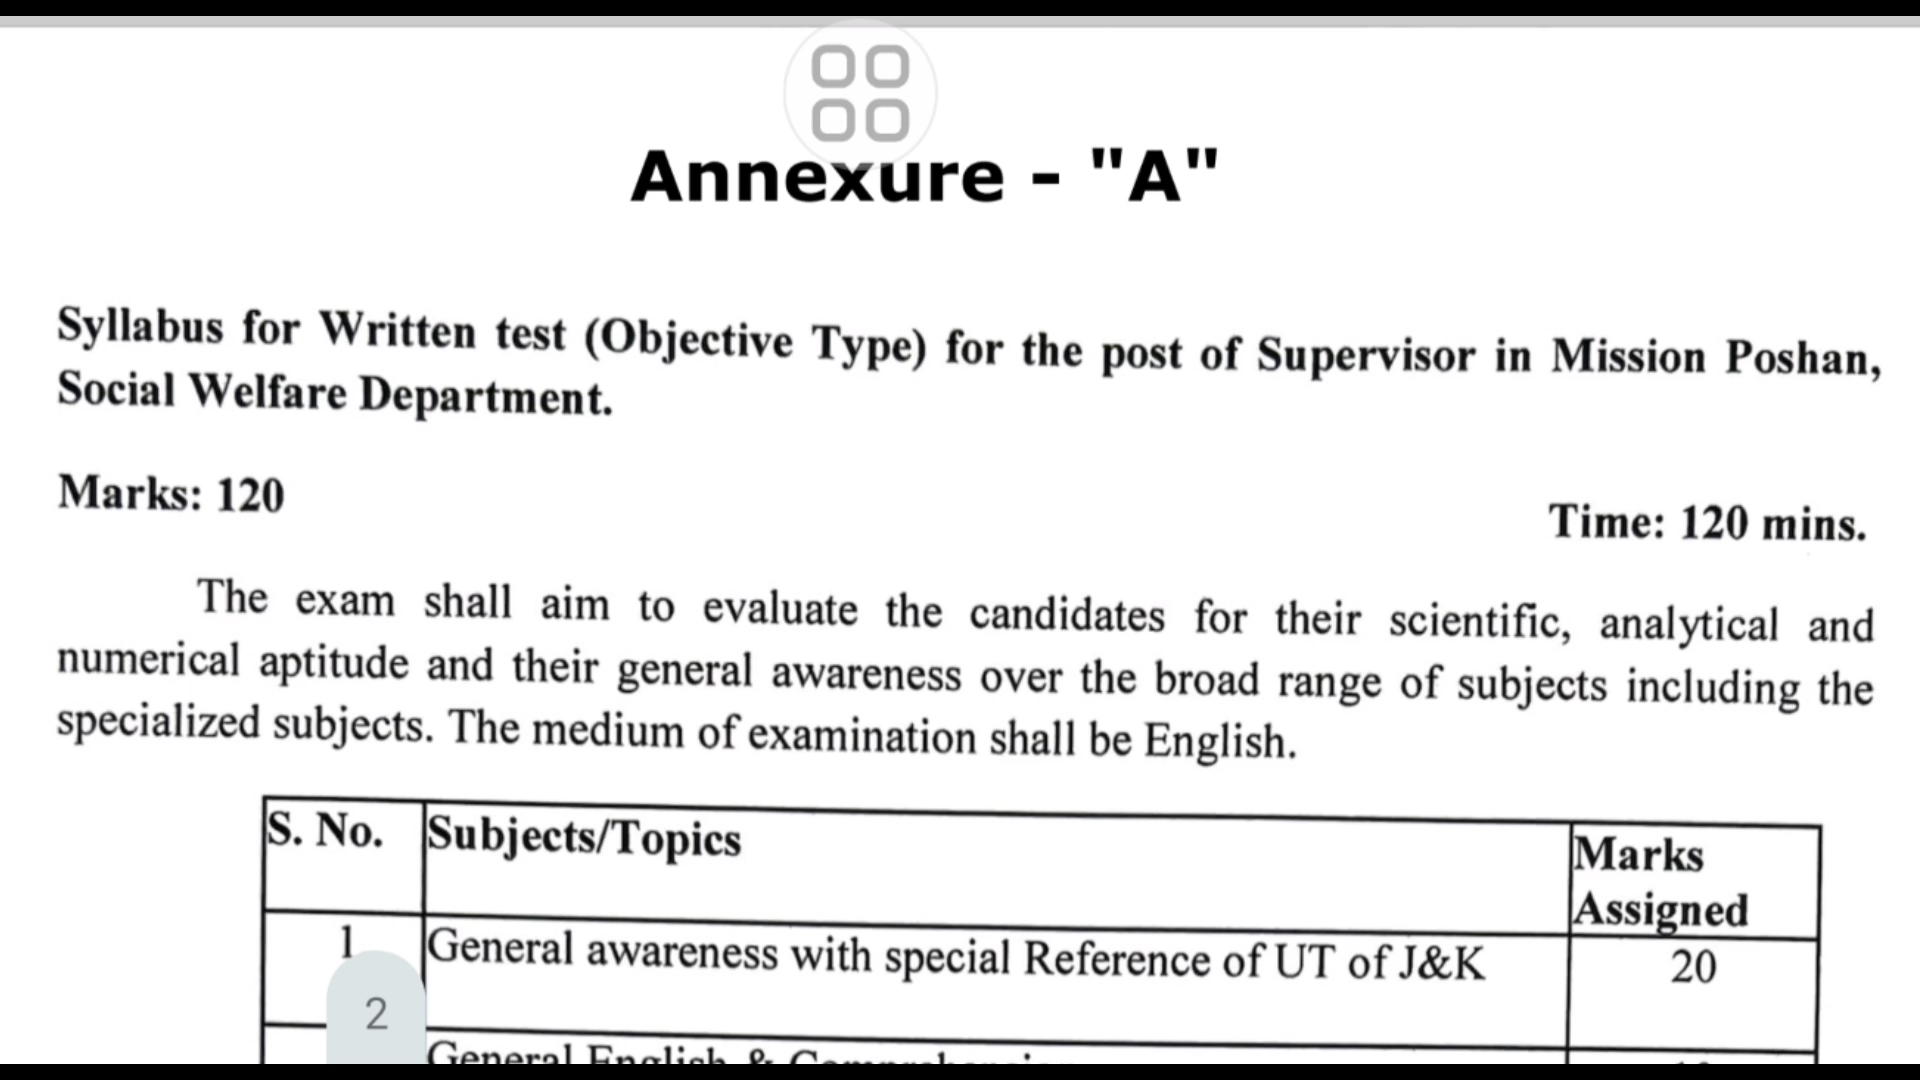 Annexure - "A"
Syllabus for Written test (Objective Type) for the post of Supervisor in Mission Poshan,
Social Welfare Department.
Marks: 120
Time: 120 mins.
The exam shall aim to evaluate the candidates for their scientific, analytical and
numerical aptitude and their general awareness over the broad range of subjects including the
specialized subjects. The medium of examination shall be English.
S. No. Subjects/Topics Marks
Assigned
1 General awareness with special Reference of UT of J&K 20
2
General English & Comprehension